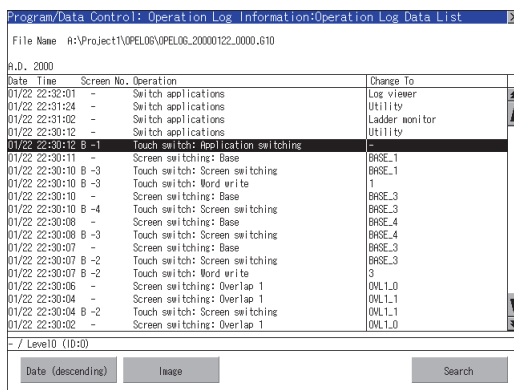 Program/Data Control: Operation Log Information:Operation Log Data List
File Name A:\Project1\OPELOG\OPELOG_20000122_0000.G1O
A.D. 2000
Date Time Screen No. Operation Change To
01/22 22:32:01 - Switch applications Log viewer
01/22 22:31:24 - Switch applications Utility
01/22 22:31:02 - Switch applications Ladder monitor
01/22 22:30:12 - Switch applications Utility
01/22 22:30:12 B -1 Touch switch: Application switching -
01/22 22:30:11 - Screen switching: Base BASE_1
01/22 22:30:10 B -3 Touch switch: Screen switching BASE_1
01/22 22:30:10 B -3 Touch switch: Word write 1
01/22 22:30:10 - Screen switching: Base BASE_3
01/22 22:30:10 B -4 Touch switch: Screen switching BASE_3
01/22 22:30:08 - Screen switching: Base BASE_4
01/22 22:30:08 B -3 Touch switch: Screen switching BASE_4
01/22 22:30:07 - Screen switching: Base BASE_3
01/22 22:30:07 B -2 Touch switch: Screen switching BASE_3
01/22 22:30:07 B -2 Touch switch: Word write 3
01/22 22:30:06 - Screen switching: Overlap 1 OVL1_0
01/22 22:30:04 - Screen switching: Overlap 1 OVL1_1
01/22 22:30:04 B -2 Touch switch: Screen switching OVL1_1
01/22 22:30:02 - Screen switching: Overlap 1 OVL1_0
- / Level0 (ID:0)
Date (descending) Image Search